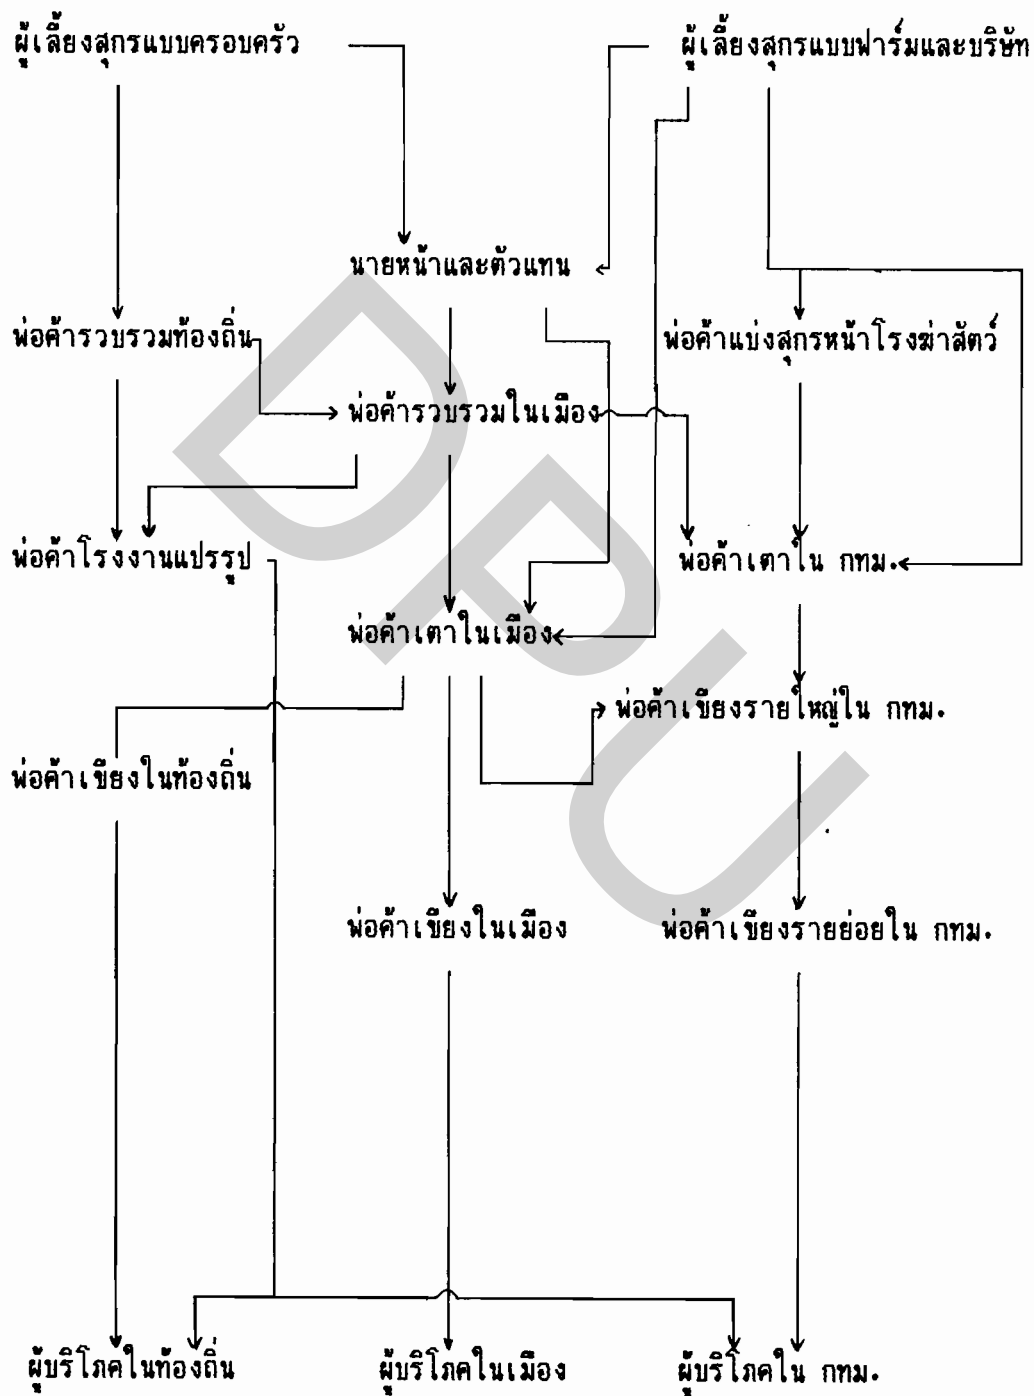 ผู้เลี้ยงสุกรแบบครอบครัว
ผู้เลี้ยงสุกรแบบฟาร์มและบริษัท
นายหน้าและตัวแทน
พ่อค้ารวบรวมท้องถิ่น
พ่อค้าแบ่งสุกรหน้าโรงฆ่าสัตว์
พ่อค้ารวบรวมในเมือง
พ่อค้าโรงงานแปรรูป
พ่อค้าเตาใน กทม.
พ่อค้าเตาในเมือง
พ่อค้าเขียงรายใหญ่ใน กทม.
พ่อค้าเขียงในท้องถิ่น
พ่อค้าเขียงในเมือง
พ่อค้าเขียงรายย่อยใน กทม.
ผู้บริโภคในท้องถิ่น
ผู้บริโภคในเมือง
ผู้บริโภคใน กทม.
DPU